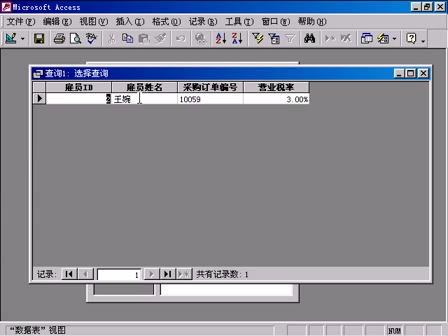 Microsoft Access
文件(F) 编辑(E) 视图(V) 插入(I) 格式(O) 记录(R) 工具(T) 窗口(W) 帮助(H)
查询1: 选择查询
雇员ID 雇员姓名 采购订单编号 营业税率
2 王婉 10059 3.00%
记录: 1 共有记录数: 1
“数据表”视图 NUM